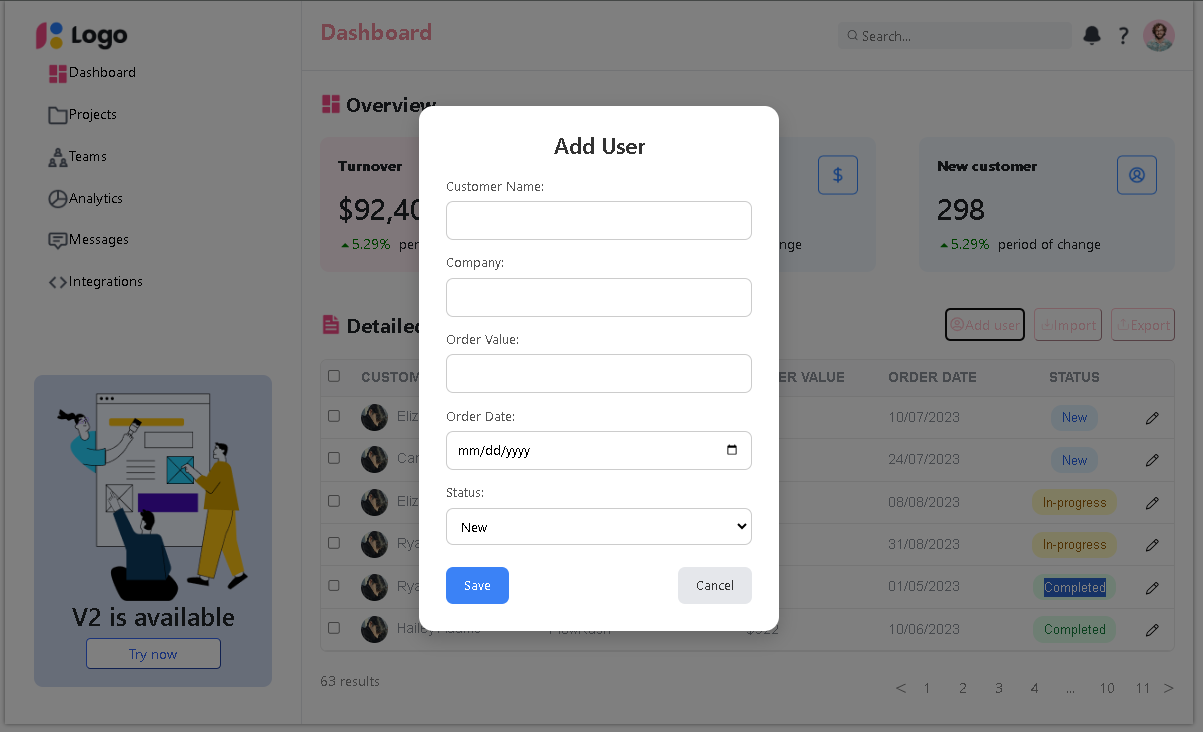 Logo
Dashboard
Projects
Teams
Analytics
Messages
Integrations
V2 is available
Try now
Dashboard
Search...
?
Overview
Turnover
$92,40
5.29% per
$
nge
New customer
298
5.29% period of change
Detailed
Add user
Import
Export
CUSTOM
ER VALUE
ORDER DATE
STATUS
Eliz
10/07/2023
New
Car
24/07/2023
New
Eliz
08/08/2023
In-progress
Rya
31/08/2023
In-progress
Rya
01/05/2023
Completed
Hailey Adams
FlowRush
$922
10/06/2023
Completed
63 results
< 1 2 3 4 ... 10 11 >
Add User
Customer Name:
Company:
Order Value:
Order Date:
mm/dd/yyyy
Status:
New
Save
Cancel